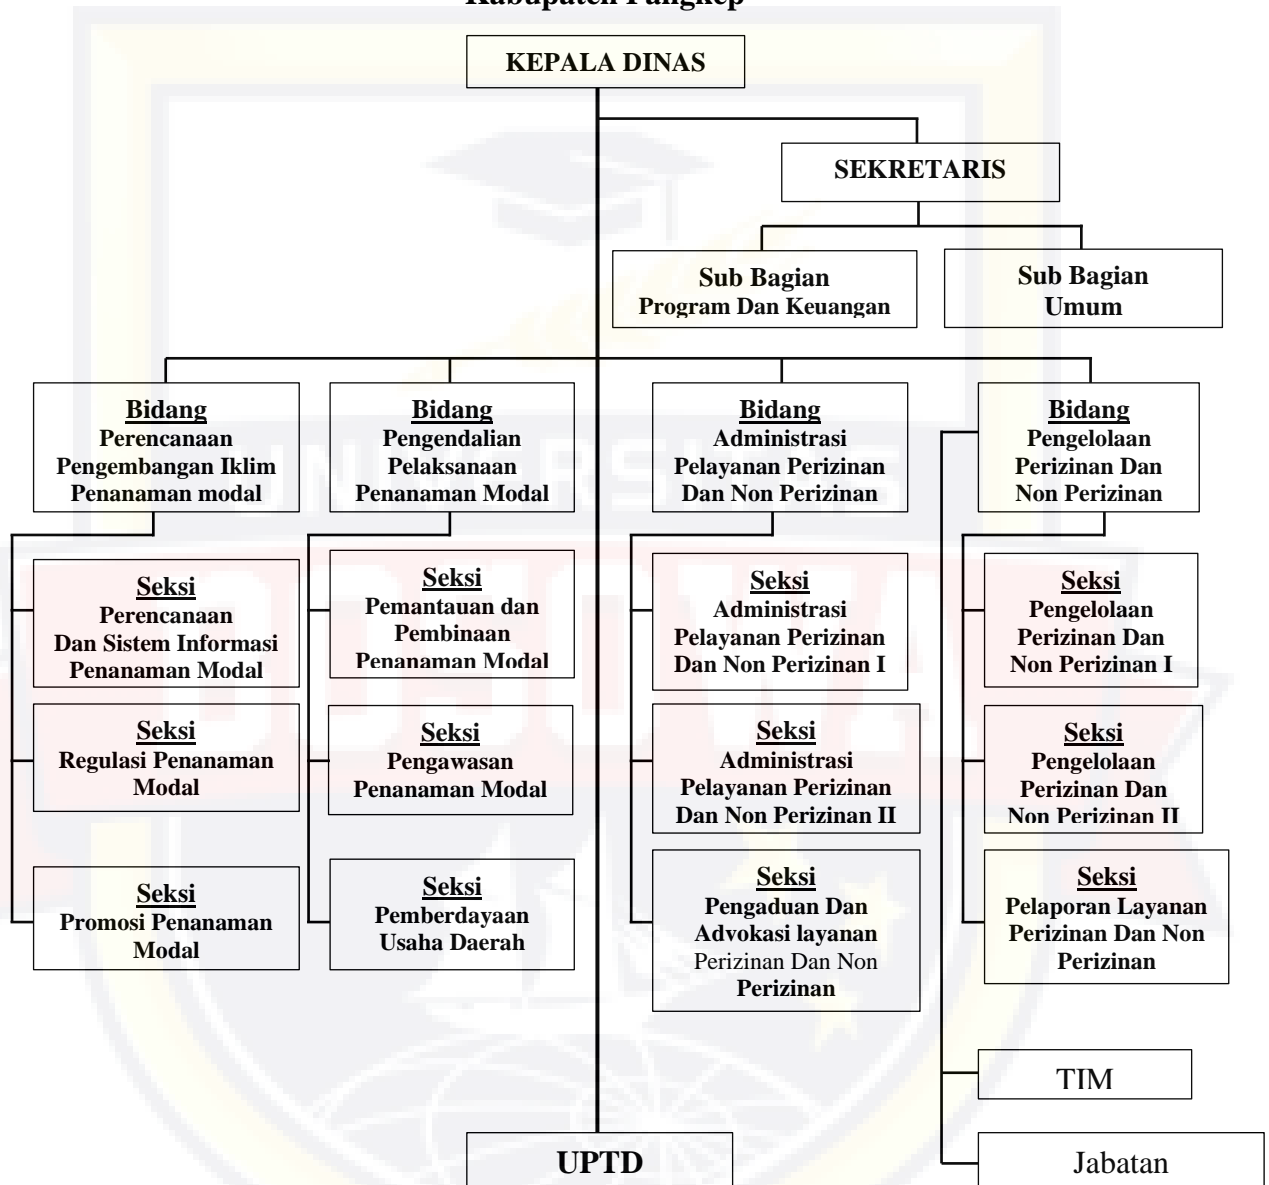 Kabupaten Pangkep
KEPALA DINAS
SEKRETARIS
Sub Bagian
Program Dan Keuangan
Sub Bagian
Umum
Bidang
Perencanaan
Pengembangan Iklim
Penanaman modal
Bidang
Pengendalian
Pelaksanaan
Penanaman Modal
Bidang
Administrasi
Pelayanan Perizinan
Dan Non Perizinan
Bidang
Pengelolaan
Perizinan Dan
Non Perizinan
Seksi
Perencanaan
Dan Sistem Informasi
Penanaman Modal
Seksi
Pemantauan dan
Pembinaan
Penanaman Modal
Seksi
Administrasi
Pelayanan Perizinan
Dan Non Perizinan I
Seksi
Pengelolaan
Perizinan Dan
Non Perizinan I
Seksi
Regulasi Penanaman
Modal
Seksi
Pengawasan
Penanaman Modal
Seksi
Administrasi
Pelayanan Perizinan
Dan Non Perizinan II
Seksi
Pengelolaan
Perizinan Dan
Non Perizinan II
Seksi
Promosi Penanaman
Modal
Seksi
Pemberdayaan
Usaha Daerah
Seksi
Pengaduan Dan
Advokasi layanan
Perizinan Dan Non
Perizinan
Seksi
Pelaporan Layanan
Perizinan Dan Non
Perizinan
TIM
UPTD
Jabatan
UNIVERSITAS
BOSOWA